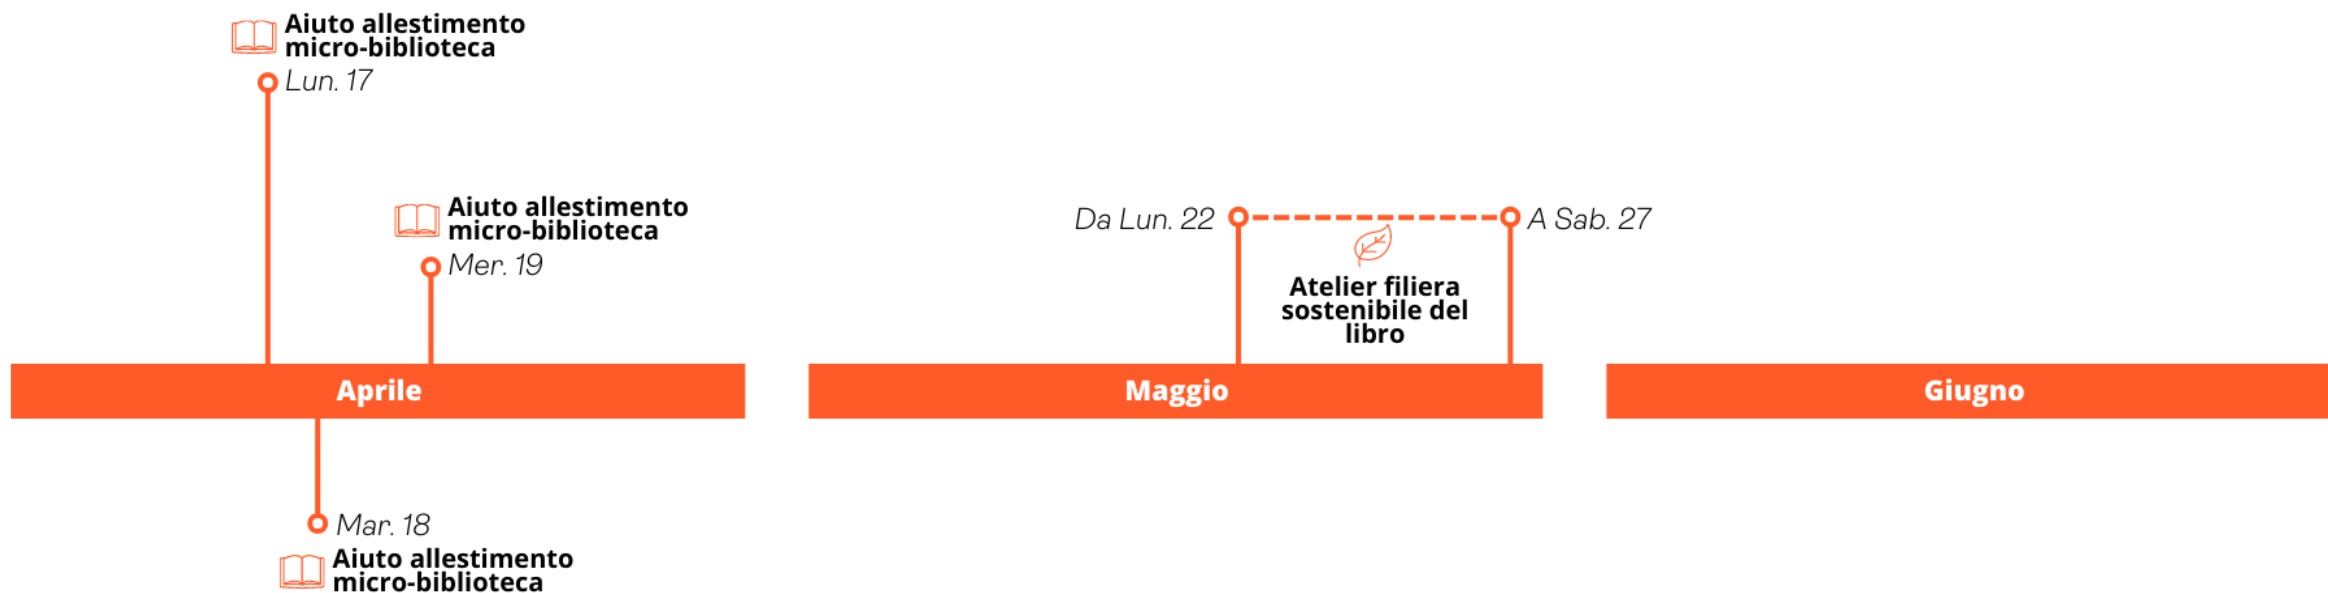 Aiuto allestimento
micro-biblioteca
Lun. 17
Aiuto allestimento
micro-biblioteca
Mer. 19
Da Lun. 22
A Sab. 27
Atelier filiera
sostenibile del
libro
Aprile
Maggio
Giugno
Mar. 18
Aiuto allestimento
micro-biblioteca